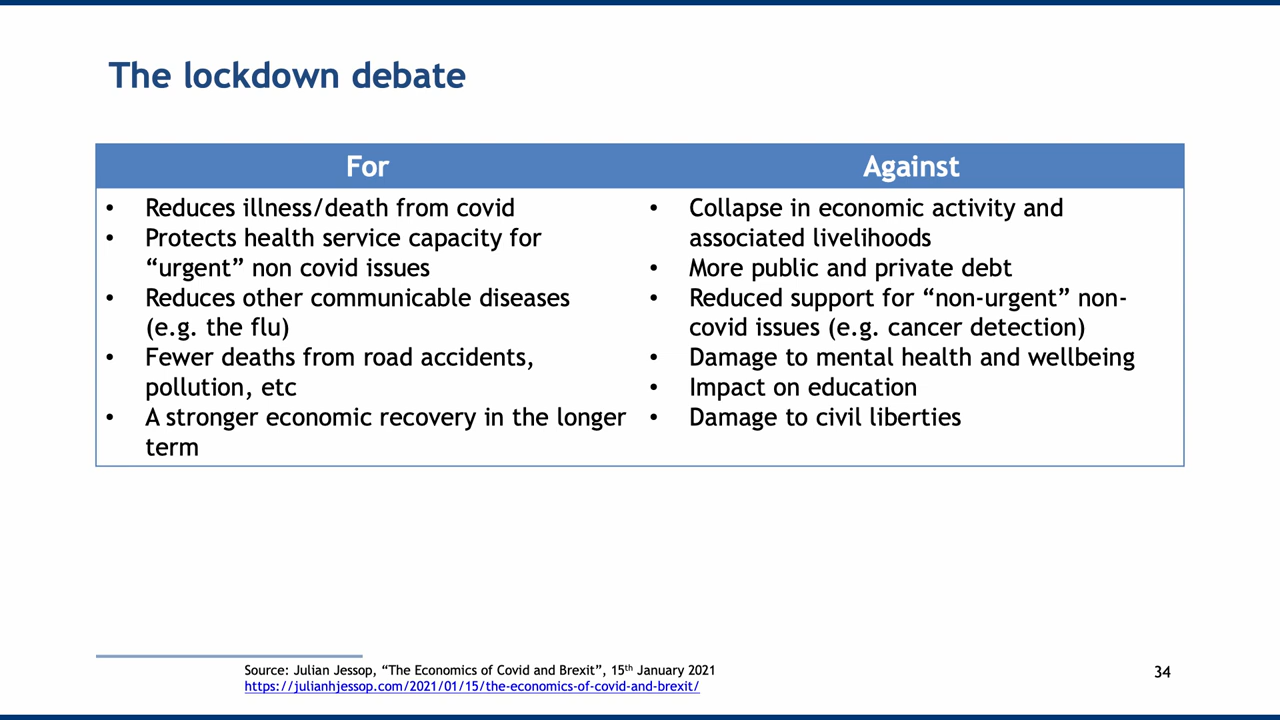 The lockdown debate
For
Against
• Reduces illness/death from covid
• Protects health service capacity for
“urgent” non covid issues
• Reduces other communicable diseases
(e.g. the flu)
• Fewer deaths from road accidents,
pollution, etc
• A stronger economic recovery in the longer
term
• Collapse in economic activity and
associated livelihoods
• More public and private debt
• Reduced support for “non-urgent” non-
covid issues (e.g. cancer detection)
• Damage to mental health and wellbeing
• Impact on education
• Damage to civil liberties
Source: Julian Jessop, “The Economics of Covid and Brexit”, 15th January 2021
https://julianhjessop.com/2021/01/15/the-economics-of-covid-and-brexit/
34